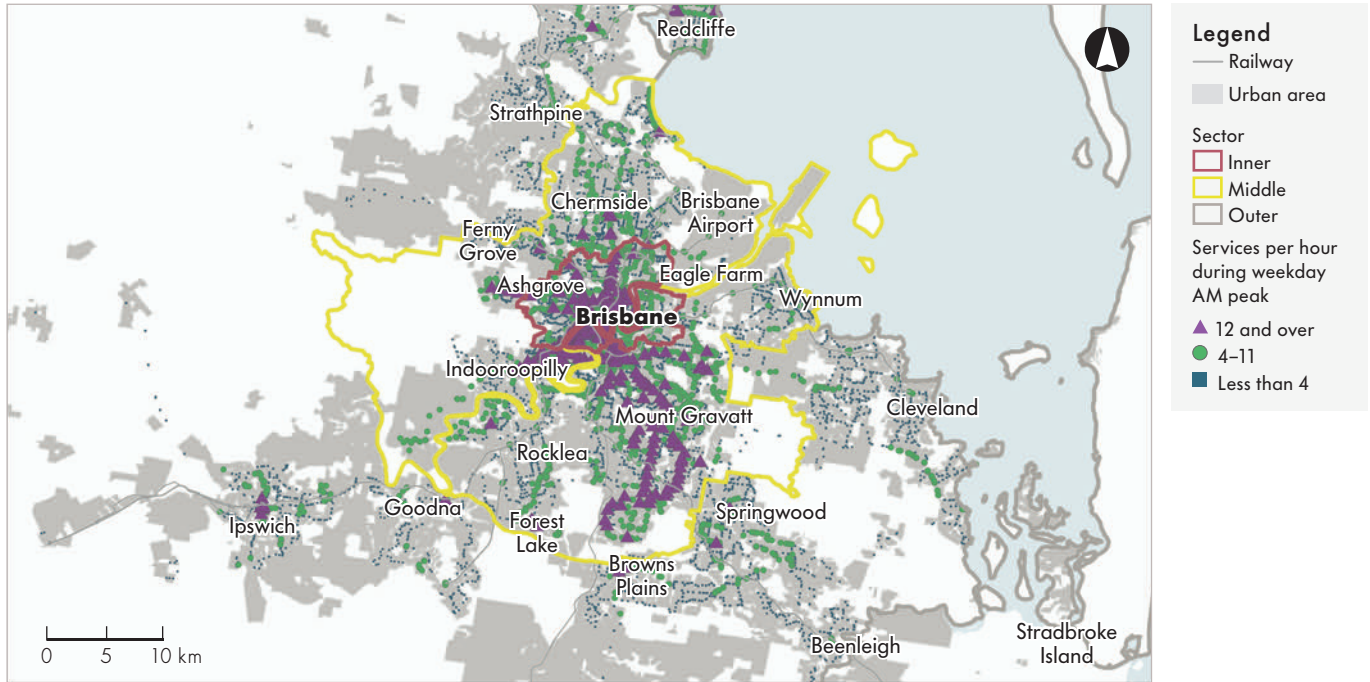 Redcliffe
Strathpine
Chermside
Brisbane
Airport
Ferny
Grove
Eagle Farm
Ashgrove
Wynnum
Brisbane
Indooroopilly
Mount Gravatt
Cleveland
Rocklea
Goodna
Springwood
Ipswich
Forest
Lake
Browns
Plains
Beenleigh
Stradbroke
Island
0 5 10 km
Legend
Railway
Urban area
Sector
Inner
Middle
Outer
Services per hour
during weekday
AM peak
12 and over
4–11
Less than 4